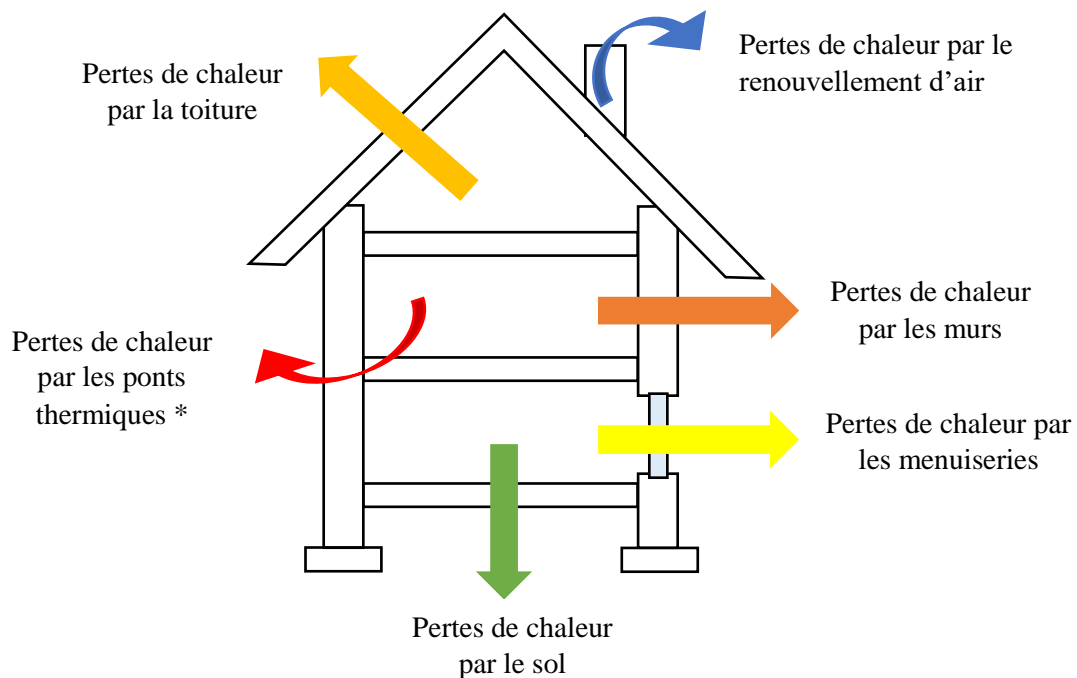 Pertes de chaleur
par la toiture
Pertes de chaleur par le
renouvellement d’air
Pertes de chaleur
par les murs
Pertes de chaleur
par les ponts
thermiques *
Pertes de chaleur par
les menuiseries
Pertes de chaleur
par le sol